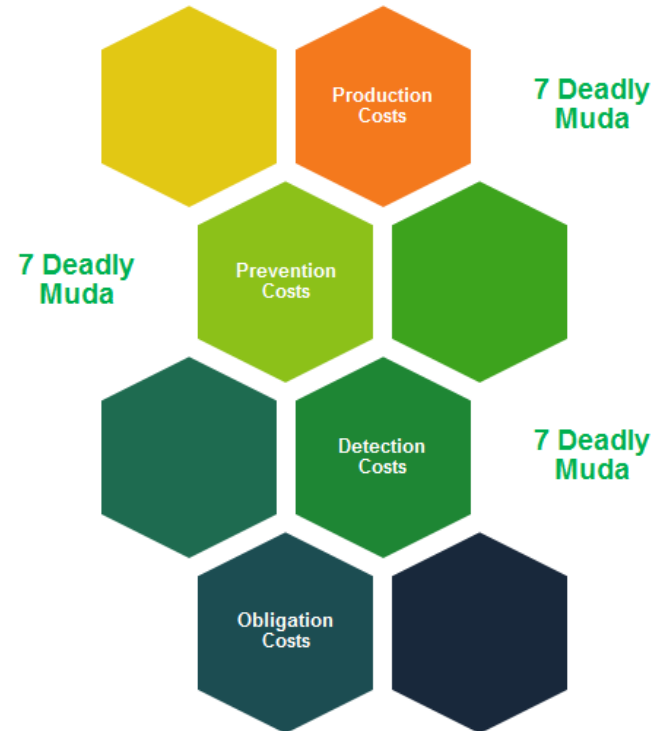 Production
Costs
7 Deadly
Muda
7 Deadly
Muda
Prevention
Costs
Detection
Costs
7 Deadly
Muda
Obligation
Costs